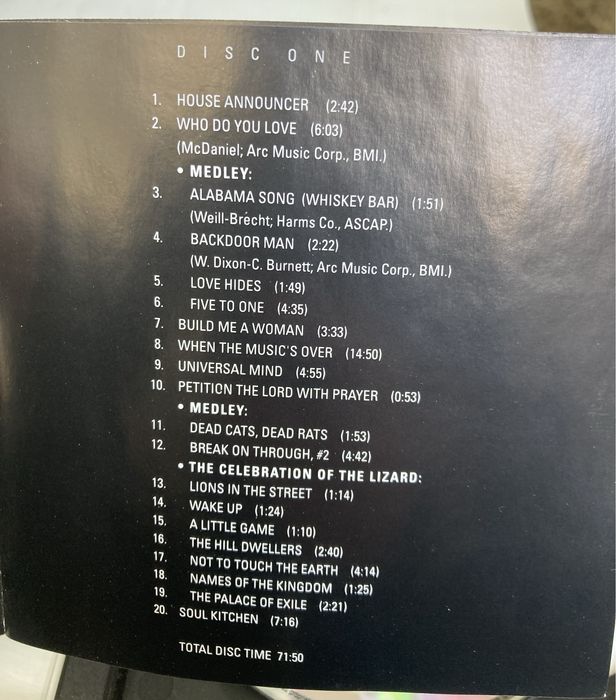 DISC ONE
1. HOUSE ANNOUNCER (2:42)
2. WHO DO YOU LOVE (6:03)
(McDaniel; Arc Music Corp., BMI.)
• MEDLEY:
3. ALABAMA SONG (WHISKEY BAR) (1:51)
(Weill-Brecht; Harms Co., ASCAP.)
4. BACKDOOR MAN (2:22)
(W. Dixon-C. Burnett; Arc Music Corp., BMI.)
5. LOVE HIDES (1:49)
6. FIVE TO ONE (4:35)
7. BUILD ME A WOMAN (3:33)
8. WHEN THE MUSIC'S OVER (14:50)
9. UNIVERSAL MIND (4:55)
10. PETITION THE LORD WITH PRAYER (0:53)
• MEDLEY:
11. DEAD CATS, DEAD RATS (1:53)
12. BREAK ON THROUGH, #2 (4:42)
• THE CELEBRATION OF THE LIZARD:
13. LIONS IN THE STREET (1:14)
14. WAKE UP (1:24)
15. A LITTLE GAME (1:10)
16. THE HILL DWELLERS (2:40)
17. NOT TO TOUCH THE EARTH (4:14)
18. NAMES OF THE KINGDOM (1:25)
19. THE PALACE OF EXILE (2:21)
20. SOUL KITCHEN (7:16)
TOTAL DISC TIME 71:50